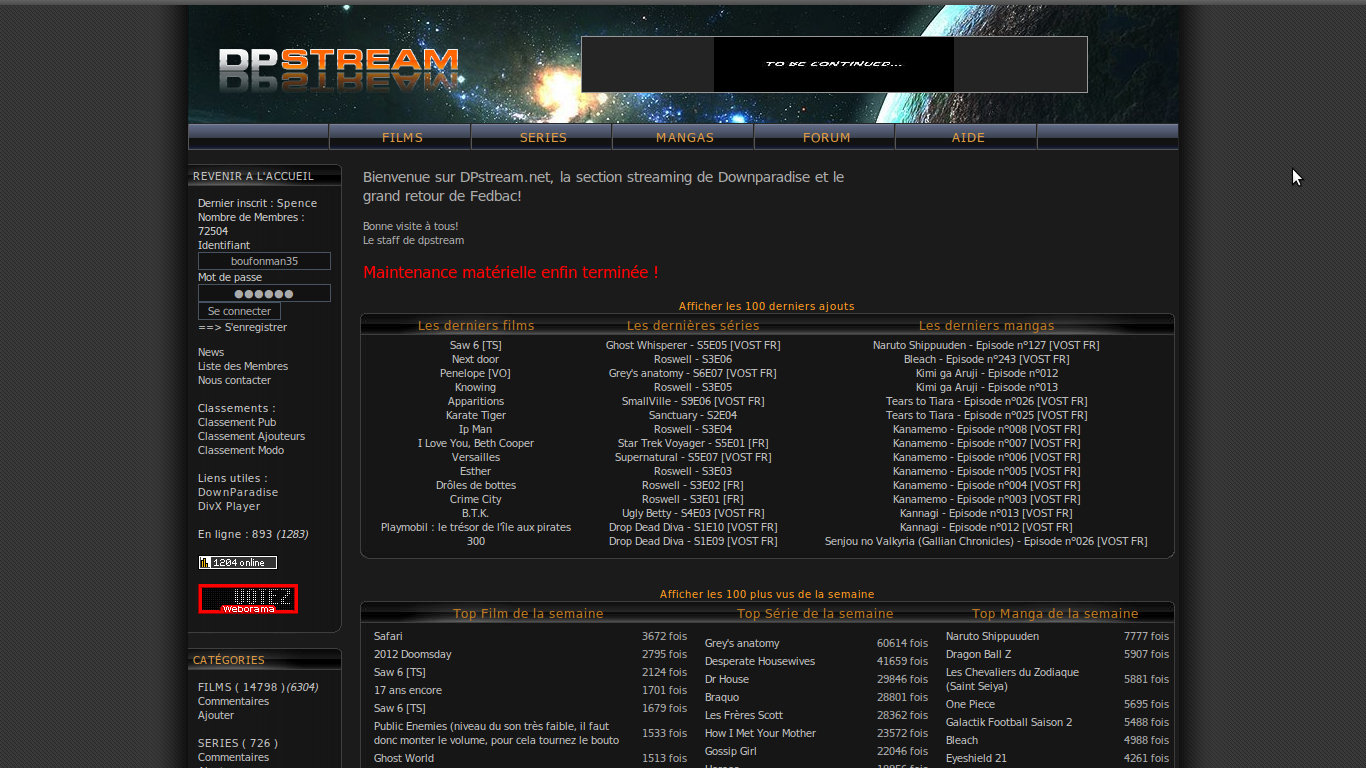 DPSTREAM
TO BE CONTINUED...
FILMS
SERIES
MANGAS
FORUM
AIDE
REVENIR A L'ACCUEIL
Dernier inscrit : Spence
Nombre de Membres :
72504
Identifiant
boufonman35
Mot de passe
●●●●●●
Se connecter
==> S'enregistrer
News
Liste des Membres
Nous contacter
Classements :
Classement Pub
Classement Ajouteurs
Classement Modo
Liens utiles :
DownParadise
DivX Player
En ligne : 893 (1283)
1204 online
VOTEZ
Weborama
CATÉGORIES
FILMS ( 14798 )(6304)
Commentaires
Ajouter
SERIES ( 726 )
Commentaires
Bienvenue sur DPstream.net, la section streaming de Downparadise et le
grand retour de Fedbac!
Bonne visite à tous!
Le staff de dpstream
Maintenance matérielle enfin terminée !
Afficher les 100 derniers ajouts
Les derniers films
Saw 6 [TS]
Next door
Penelope [VO]
Knowing
Apparitions
Karate Tiger
Ip Man
I Love You, Beth Cooper
Versailles
Esther
Drôles de bottes
Crime City
B.T.K.
Playmobil : le trésor de l'île aux pirates
300
Les dernières séries
Ghost Whisperer - S5E05 [VOST FR]
Roswell - S3E06
Grey's anatomy - S6E07 [VOST FR]
Roswell - S3E05
SmallVille - S9E06 [VOST FR]
Sanctuary - S2E04
Roswell - S3E04
Star Trek Voyager - S5E01 [FR]
Supernatural - S5E07 [VOST FR]
Roswell - S3E03
Roswell - S3E02 [FR]
Roswell - S3E01 [FR]
Ugly Betty - S4E03 [VOST FR]
Drop Dead Diva - S1E10 [VOST FR]
Drop Dead Diva - S1E09 [VOST FR]
Les derniers mangas
Naruto Shippuuden - Episode n°127 [VOST FR]
Bleach - Episode n°243 [VOST FR]
Kimi ga Aruji - Episode n°012
Kimi ga Aruji - Episode n°013
Tears to Tiara - Episode n°026 [VOST FR]
Tears to Tiara - Episode n°025 [VOST FR]
Kanamemo - Episode n°008 [VOST FR]
Kanamemo - Episode n°007 [VOST FR]
Kanamemo - Episode n°006 [VOST FR]
Kanamemo - Episode n°005 [VOST FR]
Kanamemo - Episode n°004 [VOST FR]
Kanamemo - Episode n°003 [VOST FR]
Kannagi - Episode n°013 [VOST FR]
Kannagi - Episode n°012 [VOST FR]
Senjou no Valkyria (Gallian Chronicles) - Episode n°026 [VOST FR]
Afficher les 100 plus vus de la semaine
Top Film de la semaine
Safari 3672 fois
2012 Doomsday 2795 fois
Saw 6 [TS] 2124 fois
17 ans encore 1701 fois
Saw 6 [TS] 1679 fois
Public Enemies (niveau du son très faible, il faut
donc monter le volume, pour cela tournez le bouto 1533 fois
Ghost World 1513 fois
Top Série de la semaine
Grey's anatomy 60614 fois
Desperate Housewives 41659 fois
Dr House 29846 fois
Braquo 28801 fois
Les Frères Scott 28362 fois
How I Met Your Mother 23572 fois
Gossip Girl 22046 fois
Top Manga de la semaine
Naruto Shippuuden 7777 fois
Dragon Ball Z 5907 fois
Les Chevaliers du Zodiaque
(Saint Seiya) 5881 fois
One Piece 5695 fois
Galactik Football Saison 2 5488 fois
Bleach 4988 fois
Eyeshield 21 4261 fois